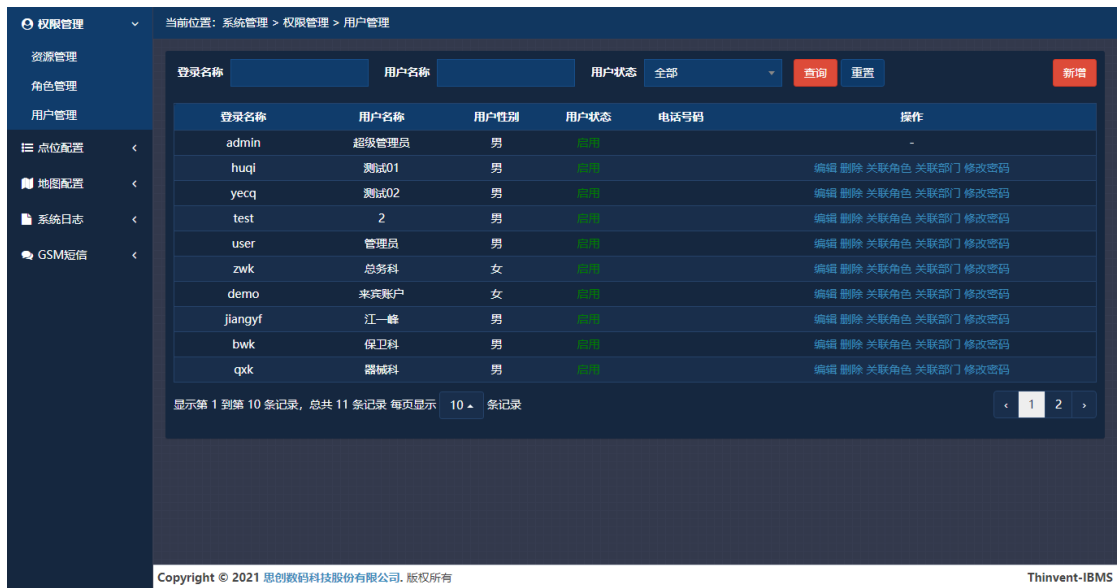 权限管理
资源管理
角色管理
用户管理
点位配置
地图配置
系统日志
GSM短信
当前位置：系统管理 > 权限管理 > 用户管理
登录名称 用户名称 用户状态 全部 查询 重置 新增
登录名称 用户名称 用户性别 用户状态 电话号码 操作
admin 超级管理员 男 启用 -
huqi 测试01 男 启用 编辑 删除 关联角色 关联部门 修改密码
yecq 测试02 男 启用 编辑 删除 关联角色 关联部门 修改密码
test 2 男 启用 编辑 删除 关联角色 关联部门 修改密码
user 管理员 男 启用 编辑 删除 关联角色 关联部门 修改密码
zwk 总务科 女 启用 编辑 删除 关联角色 关联部门 修改密码
demo 来宾账户 女 启用 编辑 删除 关联角色 关联部门 修改密码
jiangyf 江一峰 男 启用 编辑 删除 关联角色 关联部门 修改密码
bwk 保卫科 男 启用 编辑 删除 关联角色 关联部门 修改密码
qxk 器械科 男 启用 编辑 删除 关联角色 关联部门 修改密码
显示第 1 到第 10 条记录，总共 11 条记录 每页显示 10 条记录 ‹ 1 2 ›
Copyright © 2021 思创数码科技股份有限公司. 版权所有 Thinvent-IBMS